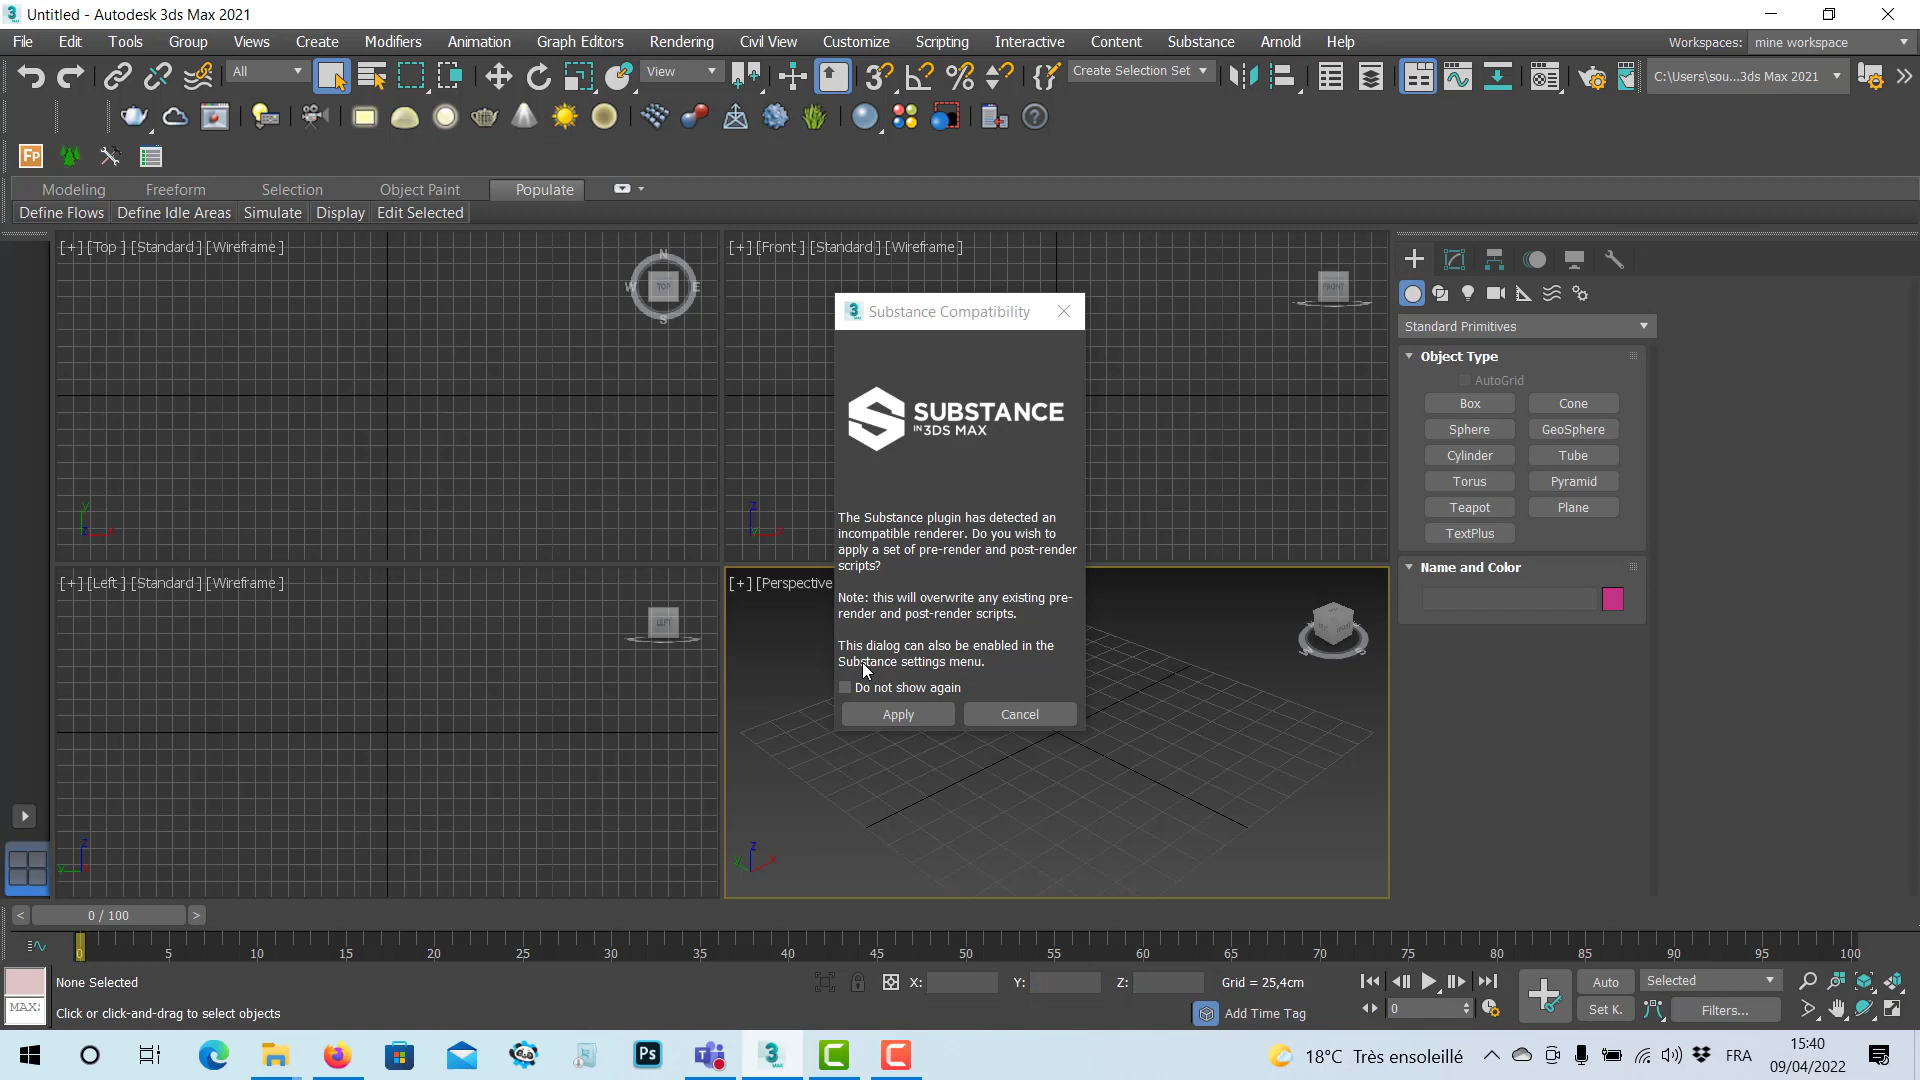 Untitled - Autodesk 3ds Max 2021
File Edit Tools Group Views Create Modifiers Animation Graph Editors Rendering Civil View Customize Scripting Interactive Content Substance Arnold Help Workspaces: mine workspace
All View Create Selection Set C:\Users\sou...3ds Max 2021
Fp
Modeling Freeform Selection Object Paint Populate
Define Flows Define Idle Areas Simulate Display Edit Selected
[+] [Top ] [Standard ] [Wireframe ]
N
W TOP E
S
[+] [Front ] [Standard ] [Wireframe ]
FRONT
Substance Compatibility
SUBSTANCE
IN 3DS MAX
The Substance plugin has detected an
incompatible renderer. Do you wish to
apply a set of pre-render and post-render
scripts?
Note: this will overwrite any existing pre-
render and post-render scripts.
This dialog can also be enabled in the
Substance settings menu.
Do not show again
Apply Cancel
[+] [Left ] [Standard ] [Wireframe ]
LEFT
[+] [Perspective
Standard Primitives
Object Type
AutoGrid
Box Cone
Sphere GeoSphere
Cylinder Tube
Torus Pyramid
Teapot Plane
TextPlus
Name and Color
0 / 100
0 5 10 15 20 25 30 35 40 45 50 55 60 65 70 75 80 85 90 95 100
None Selected X: Y: Z: Grid = 25,4cm Auto Selected
MAX: Click or click-and-drag to select objects Add Time Tag 0 Set K. Filters...
Ps 18°C Très ensoleillé FRA 15:40
09/04/2022